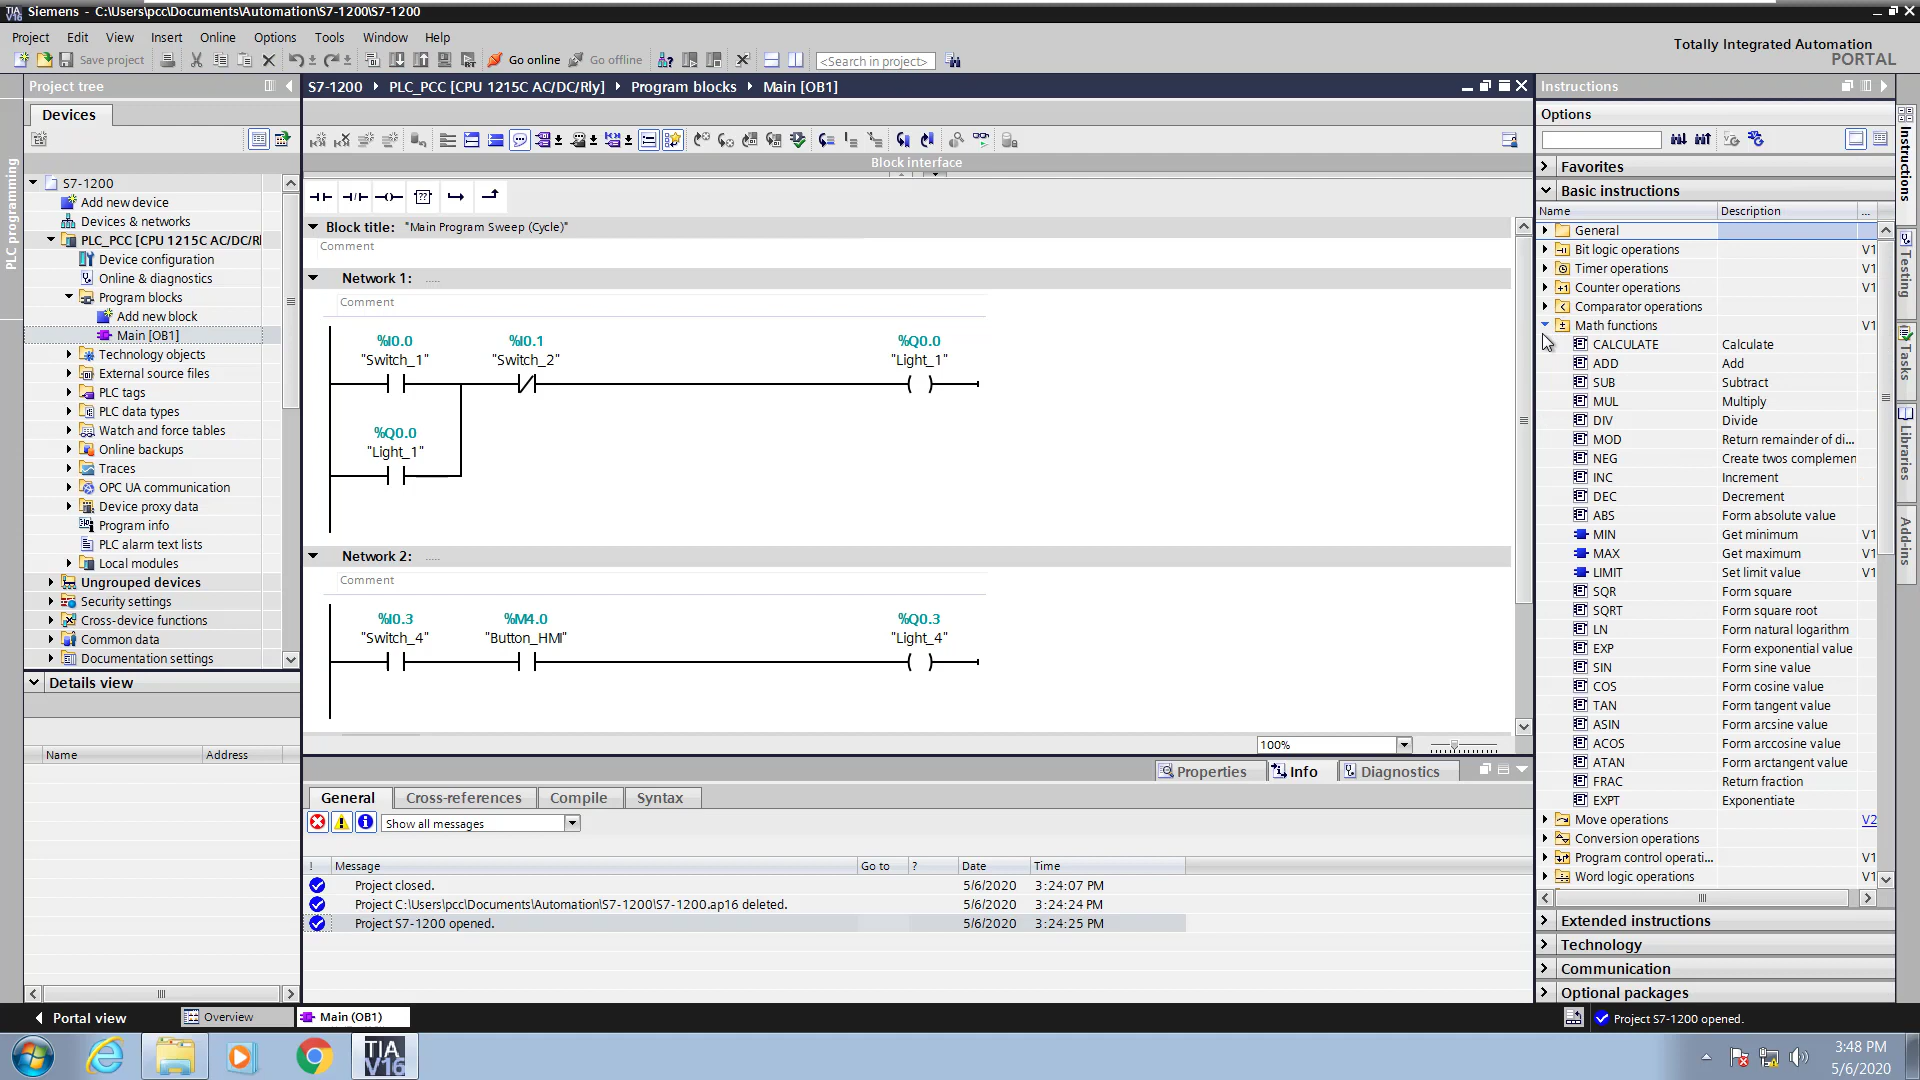 Siemens - C:\Users\pcc\Documents\Automation\S7-1200\S7-1200
Project Edit View Insert Online Options Tools Window Help
Totally Integrated Automation
PORTAL
Save project
Go online
Go offline
<Search in project>
Project tree
S7-1200 PLC_PCC [CPU 1215C AC/DC/Rly] Program blocks Main [OB1]
Instructions
Devices
Options
Block interface
PLC programming
S7-1200
Add new device
Devices & networks
PLC_PCC [CPU 1215C AC/DC/Rl
Device configuration
Online & diagnostics
Program blocks
Add new block
Main [OB1]
Technology objects
External source files
PLC tags
PLC data types
Watch and force tables
Online backups
Traces
OPC UA communication
Device proxy data
Program info
PLC alarm text lists
Local modules
Ungrouped devices
Security settings
Cross-device functions
Common data
Documentation settings
Details view
Name Address
Block title: "Main Program Sweep (Cycle)"
Comment
Network 1: .....
Comment
%I0.0 %I0.1 %Q0.0
"Switch_1" "Switch_2" "Light_1"
%Q0.0
"Light_1"
Network 2: .....
Comment
%I0.3 %M4.0 %Q0.3
"Switch_4" "Button_HMI" "Light_4"
100%
Properties Info Diagnostics
General Cross-references Compile Syntax
Show all messages
! Message Go to ? Date Time
Project closed. 5/6/2020 3:24:07 PM
Project C:\Users\pcc\Documents\Automation\S7-1200\S7-1200.ap16 deleted. 5/6/2020 3:24:24 PM
Project S7-1200 opened. 5/6/2020 3:24:25 PM
Favorites
Basic instructions
Name Description ...
General
Bit logic operations V1
Timer operations V1
Counter operations V1
Comparator operations
Math functions V1
CALCULATE Calculate
ADD Add
SUB Subtract
MUL Multiply
DIV Divide
MOD Return remainder of di...
NEG Create twos complemen
INC Increment
DEC Decrement
ABS Form absolute value
MIN Get minimum V1
MAX Get maximum V1
LIMIT Set limit value V1
SQR Form square
SQRT Form square root
LN Form natural logarithm
EXP Form exponential value
SIN Form sine value
COS Form cosine value
TAN Form tangent value
ASIN Form arcsine value
ACOS Form arccosine value
ATAN Form arctangent value
FRAC Return fraction
EXPT Exponentiate
Move operations V2
Conversion operations
Program control operati... V1
Word logic operations V1
Extended instructions
Technology
Communication
Optional packages
Instructions
Testing
Tasks
Libraries
Add-ins
Portal view Overview Main (OB1)
Project S7-1200 opened.
TIA
V16
3:48 PM
5/6/2020